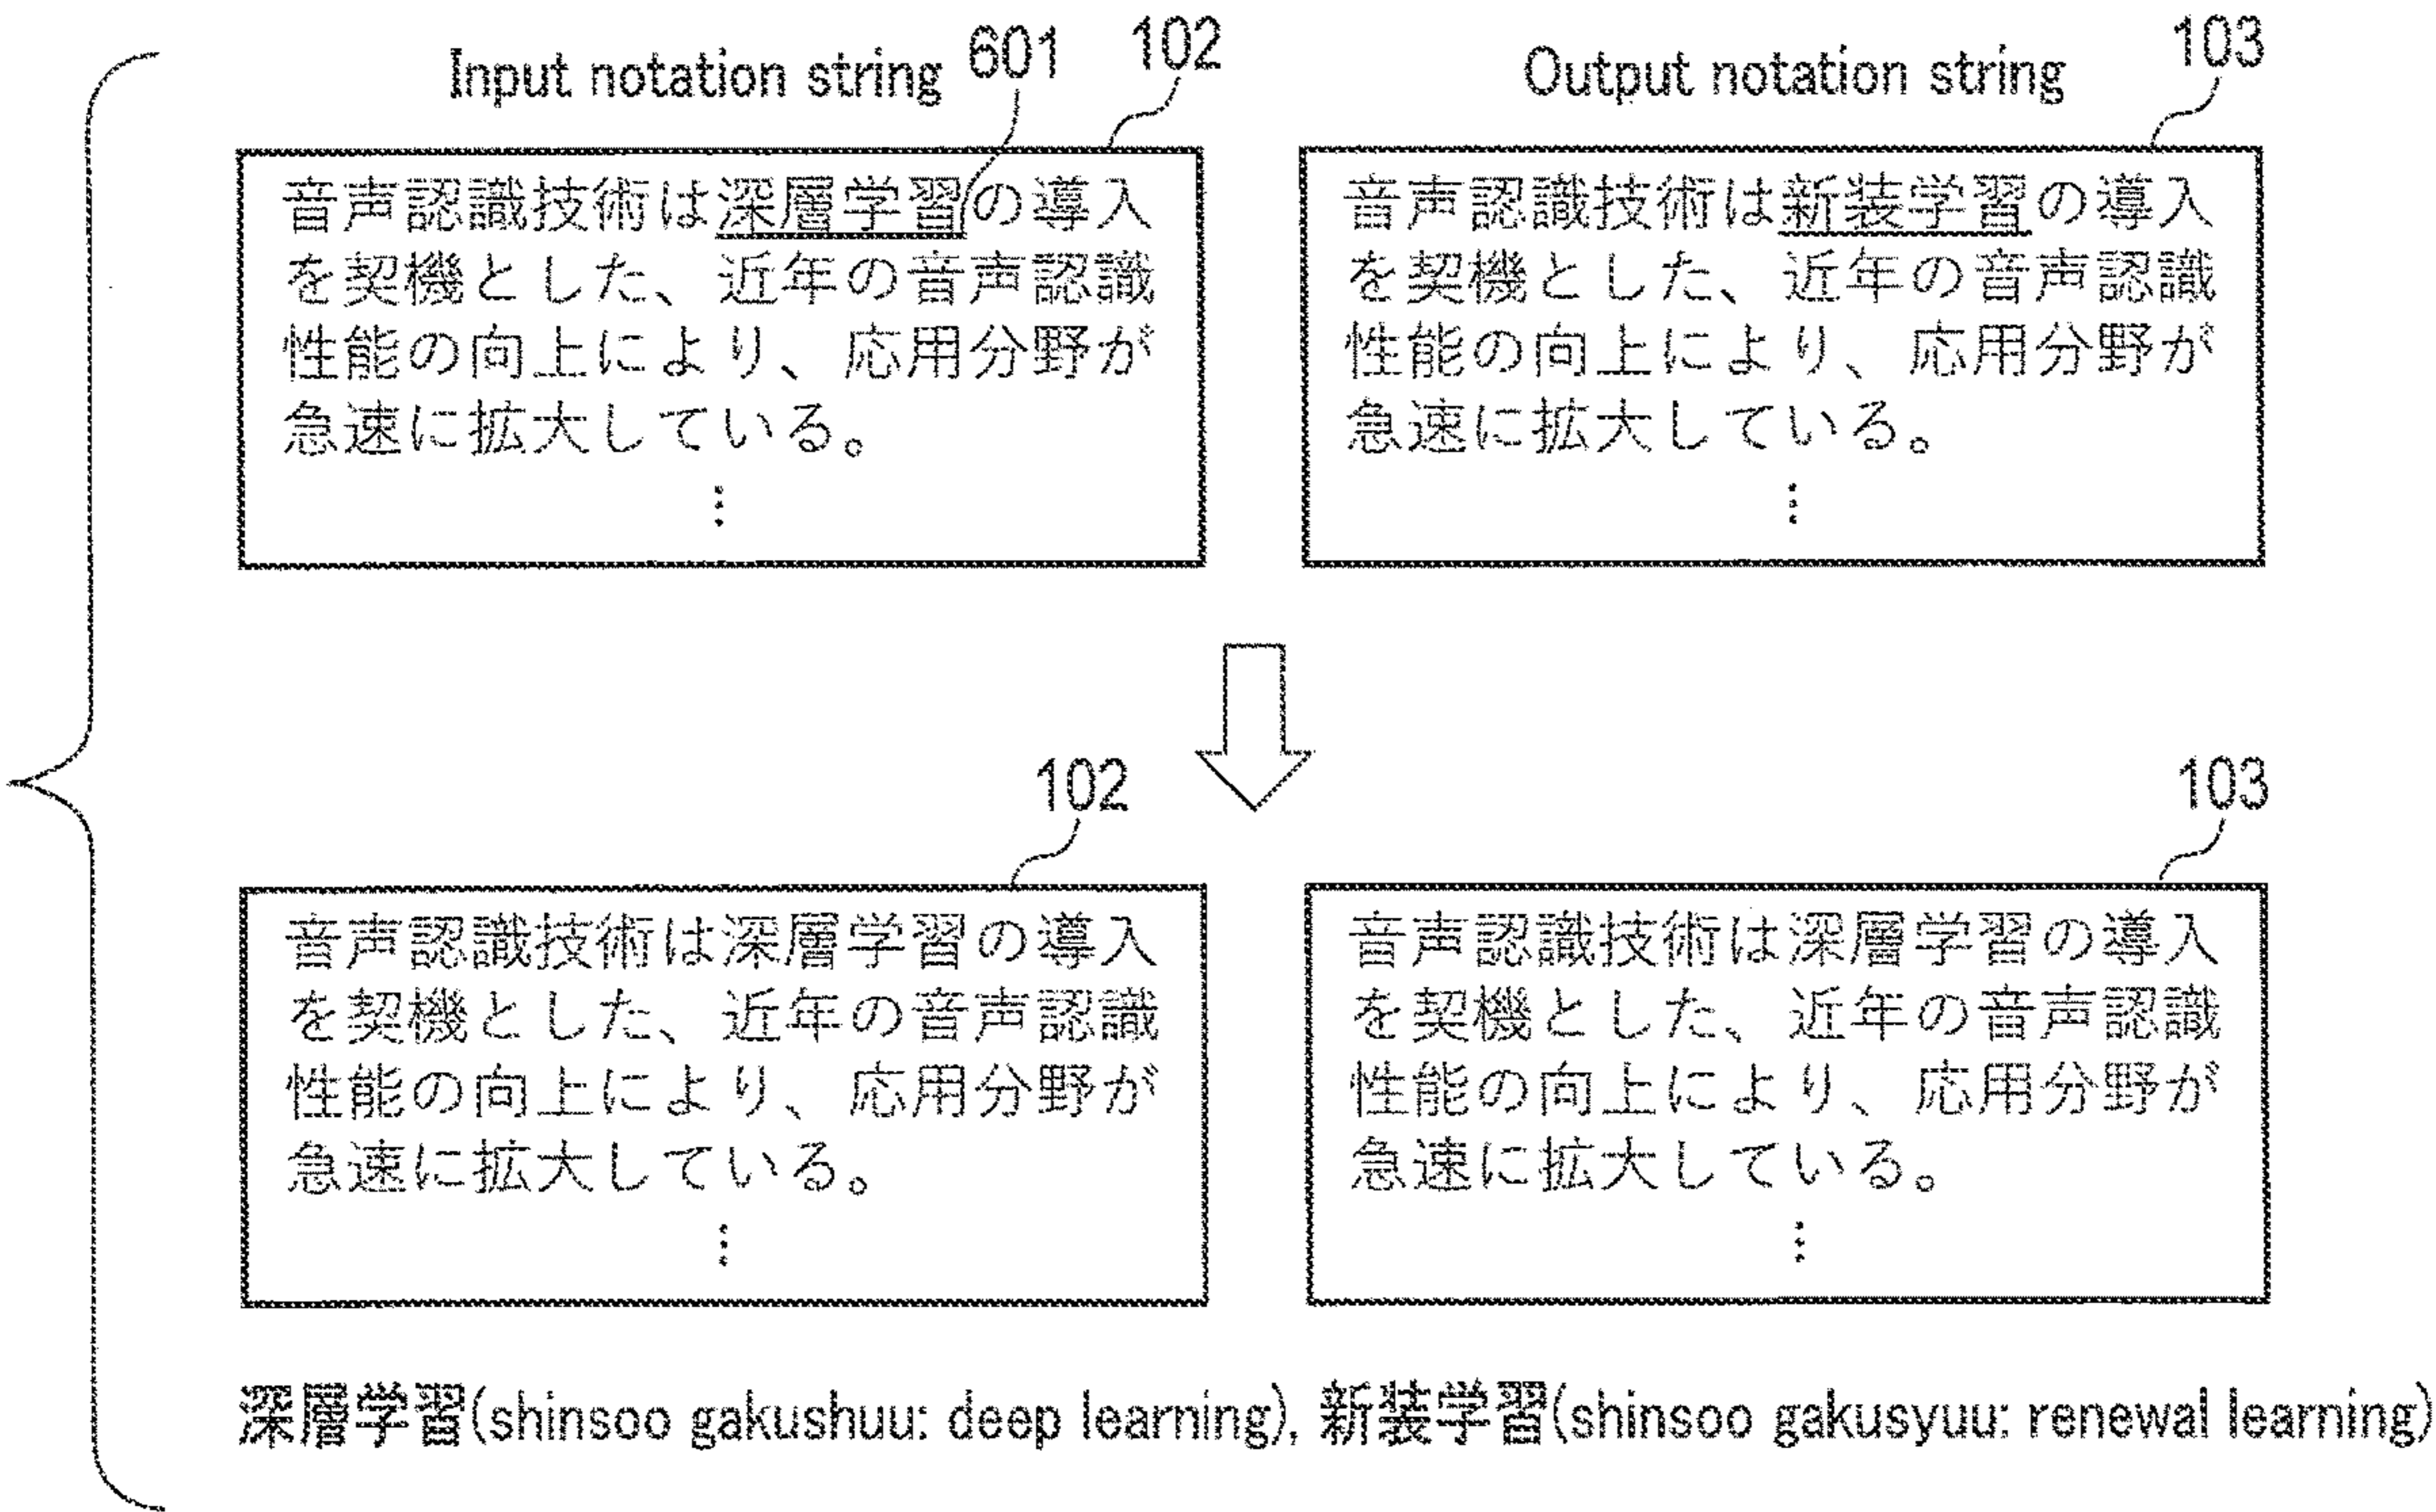 Input notation string
601
102
音声認識技術は深層学習の導入
を契機とした、近年の音声認識
性能の向上により、応用分野が
急速に拡大している。
⋮
Output notation string
103
音声認識技術は新装学習の導入
を契機とした、近年の音声認識
性能の向上により、応用分野が
急速に拡大している。
⋮
102
音声認識技術は深層学習の導入
を契機とした、近年の音声認識
性能の向上により、応用分野が
急速に拡大している。
⋮
103
音声認識技術は深層学習の導入
を契機とした、近年の音声認識
性能の向上により、応用分野が
急速に拡大している。
⋮
深層学習(shinsoo gakushuu: deep learning), 新装学習(shinsoo gakusyuu: renewal learning)